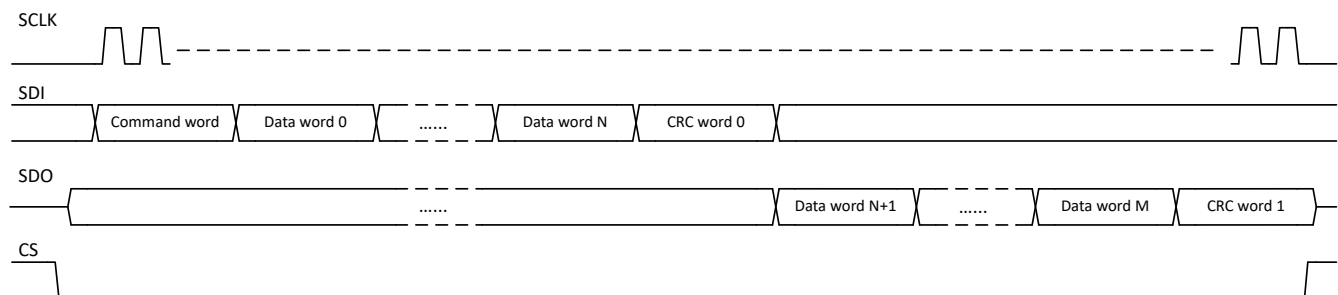 SCLK
SDI
Command word Data word 0 ...... Data word N CRC word 0
SDO
...... Data word N+1 ...... Data word M CRC word 1
CS